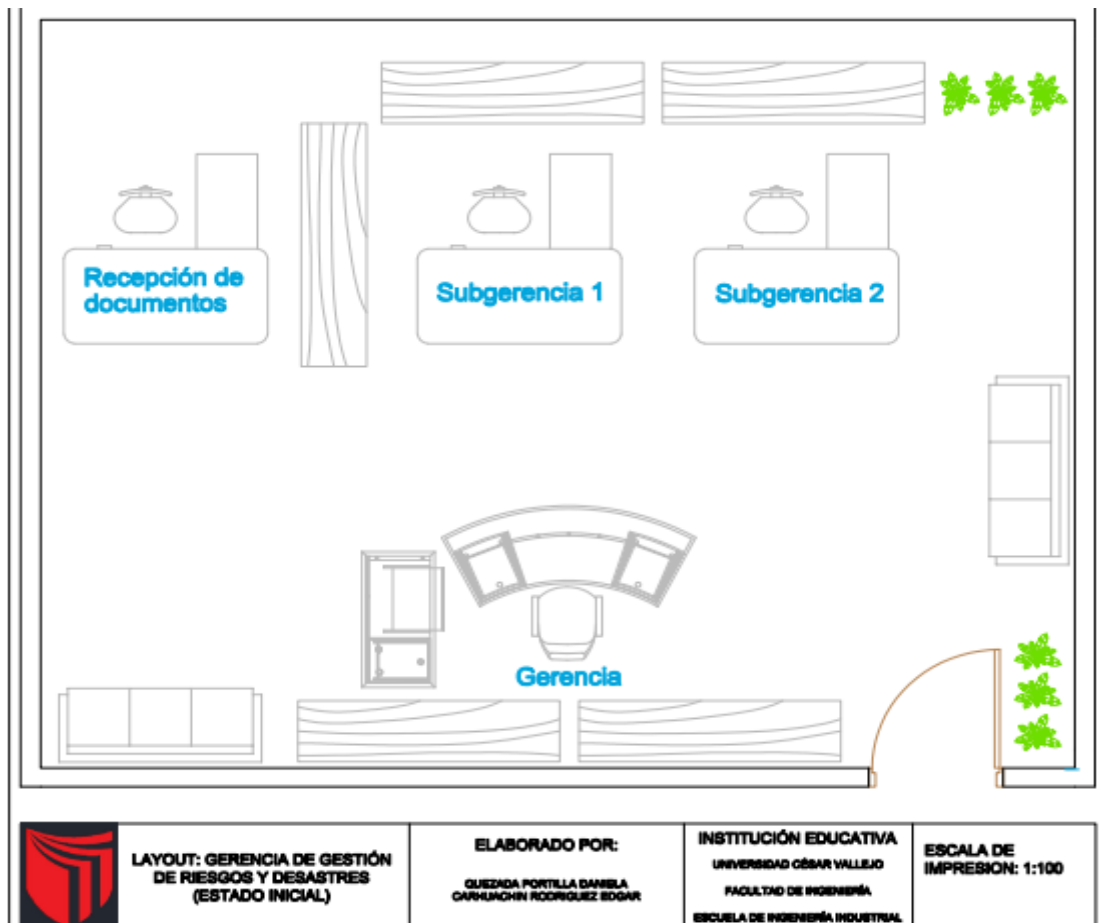 Recepción de
documentos
Subgerencia 1
Subgerencia 2
Gerencia
LAYOUT: GERENCIA DE GESTIÓN
DE RIESGOS Y DESASTRES
(ESTADO INICIAL)
ELABORADO POR:
QUEZADA PORTILLA DANIELA
CARHUACHIN RODRIGUEZ EDGAR
INSTITUCIÓN EDUCATIVA
UNIVERSIDAD CÉSAR VALLEJO
FACULTAD DE INGENIERÍA
ESCUELA DE INGENIERÍA INDUSTRIAL
ESCALA DE
IMPRESION: 1:100